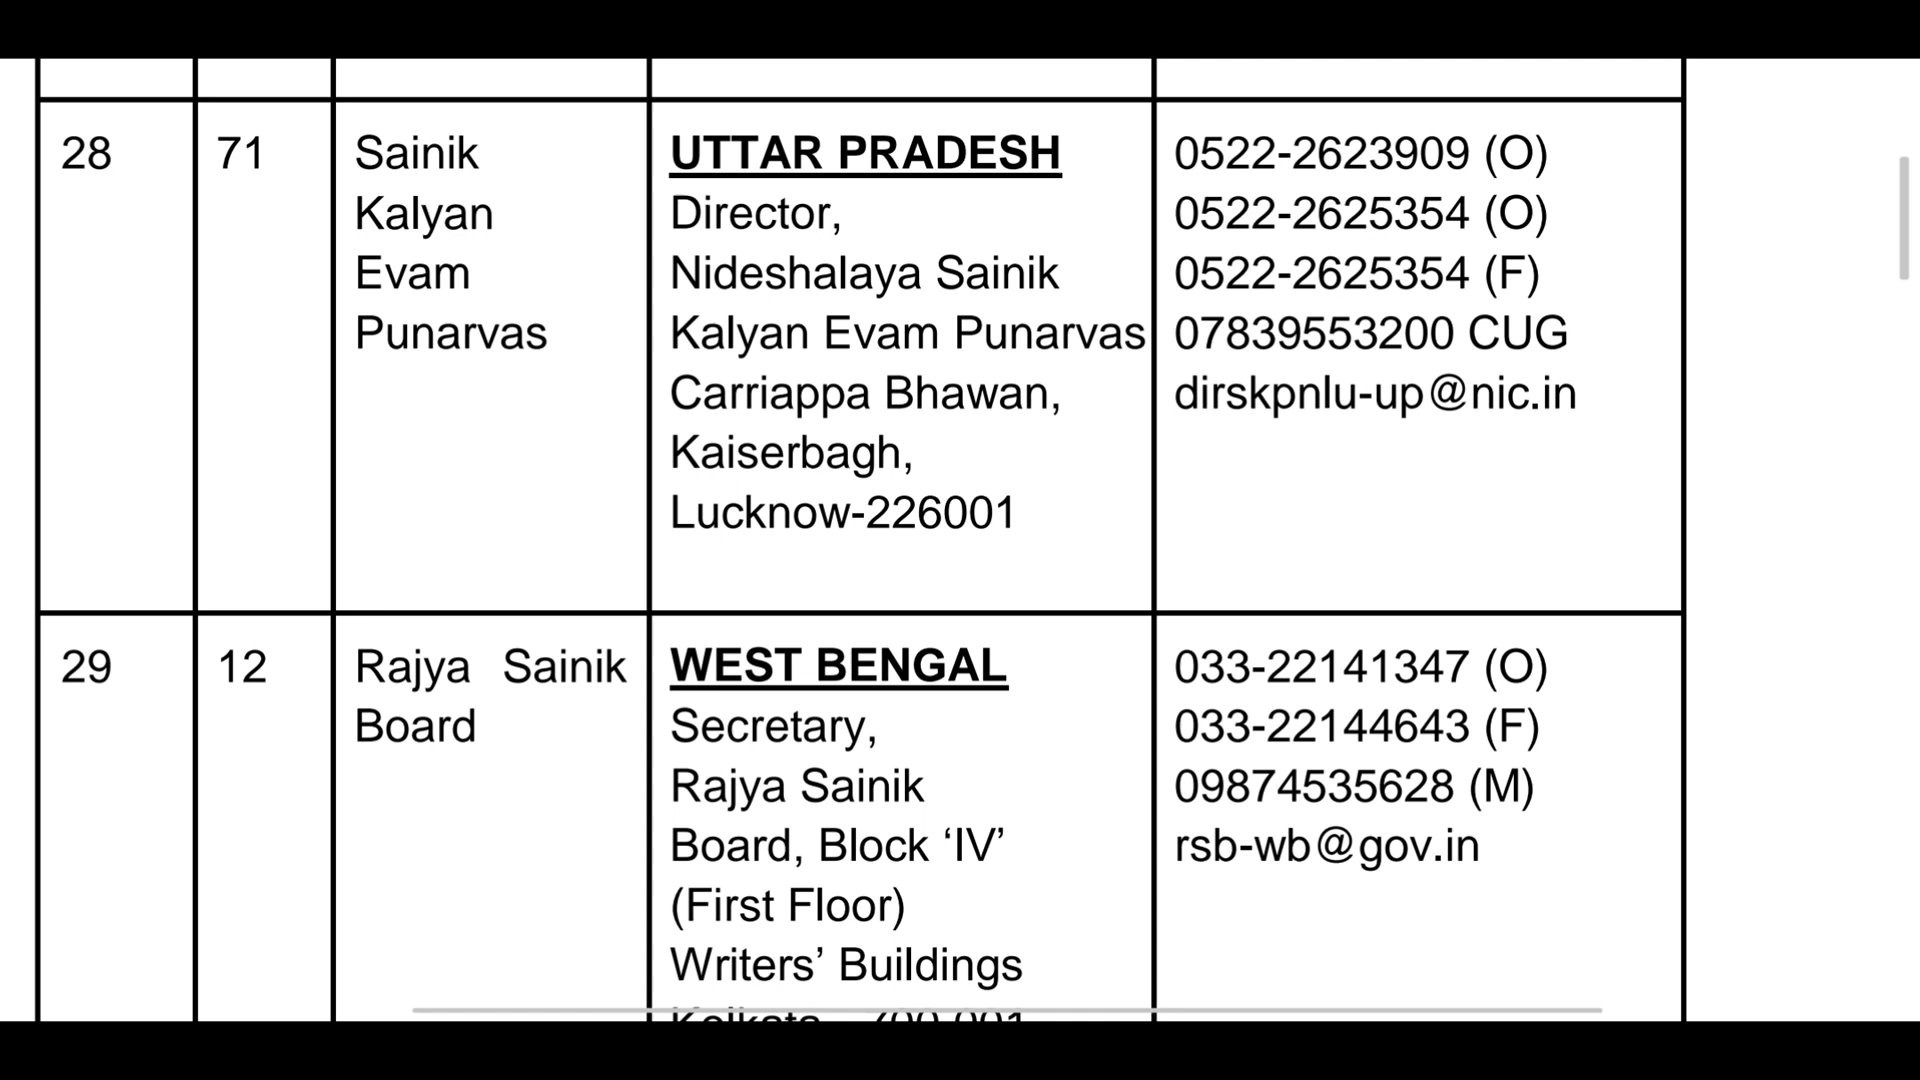 28
71
Sainik
Kalyan
Evam
Punarvas
UTTAR PRADESH
Director,
Nideshalaya Sainik
Kalyan Evam Punarvas
Carriappa Bhawan,
Kaiserbagh,
Lucknow-226001
0522-2623909 (O)
0522-2625354 (O)
0522-2625354 (F)
07839553200 CUG
dirskpnlu-up@nic.in
29
12
Rajya Sainik
Board
WEST BENGAL
Secretary,
Rajya Sainik
Board, Block ‘IV’
(First Floor)
Writers’ Buildings
033-22141347 (O)
033-22144643 (F)
09874535628 (M)
rsb-wb@gov.in